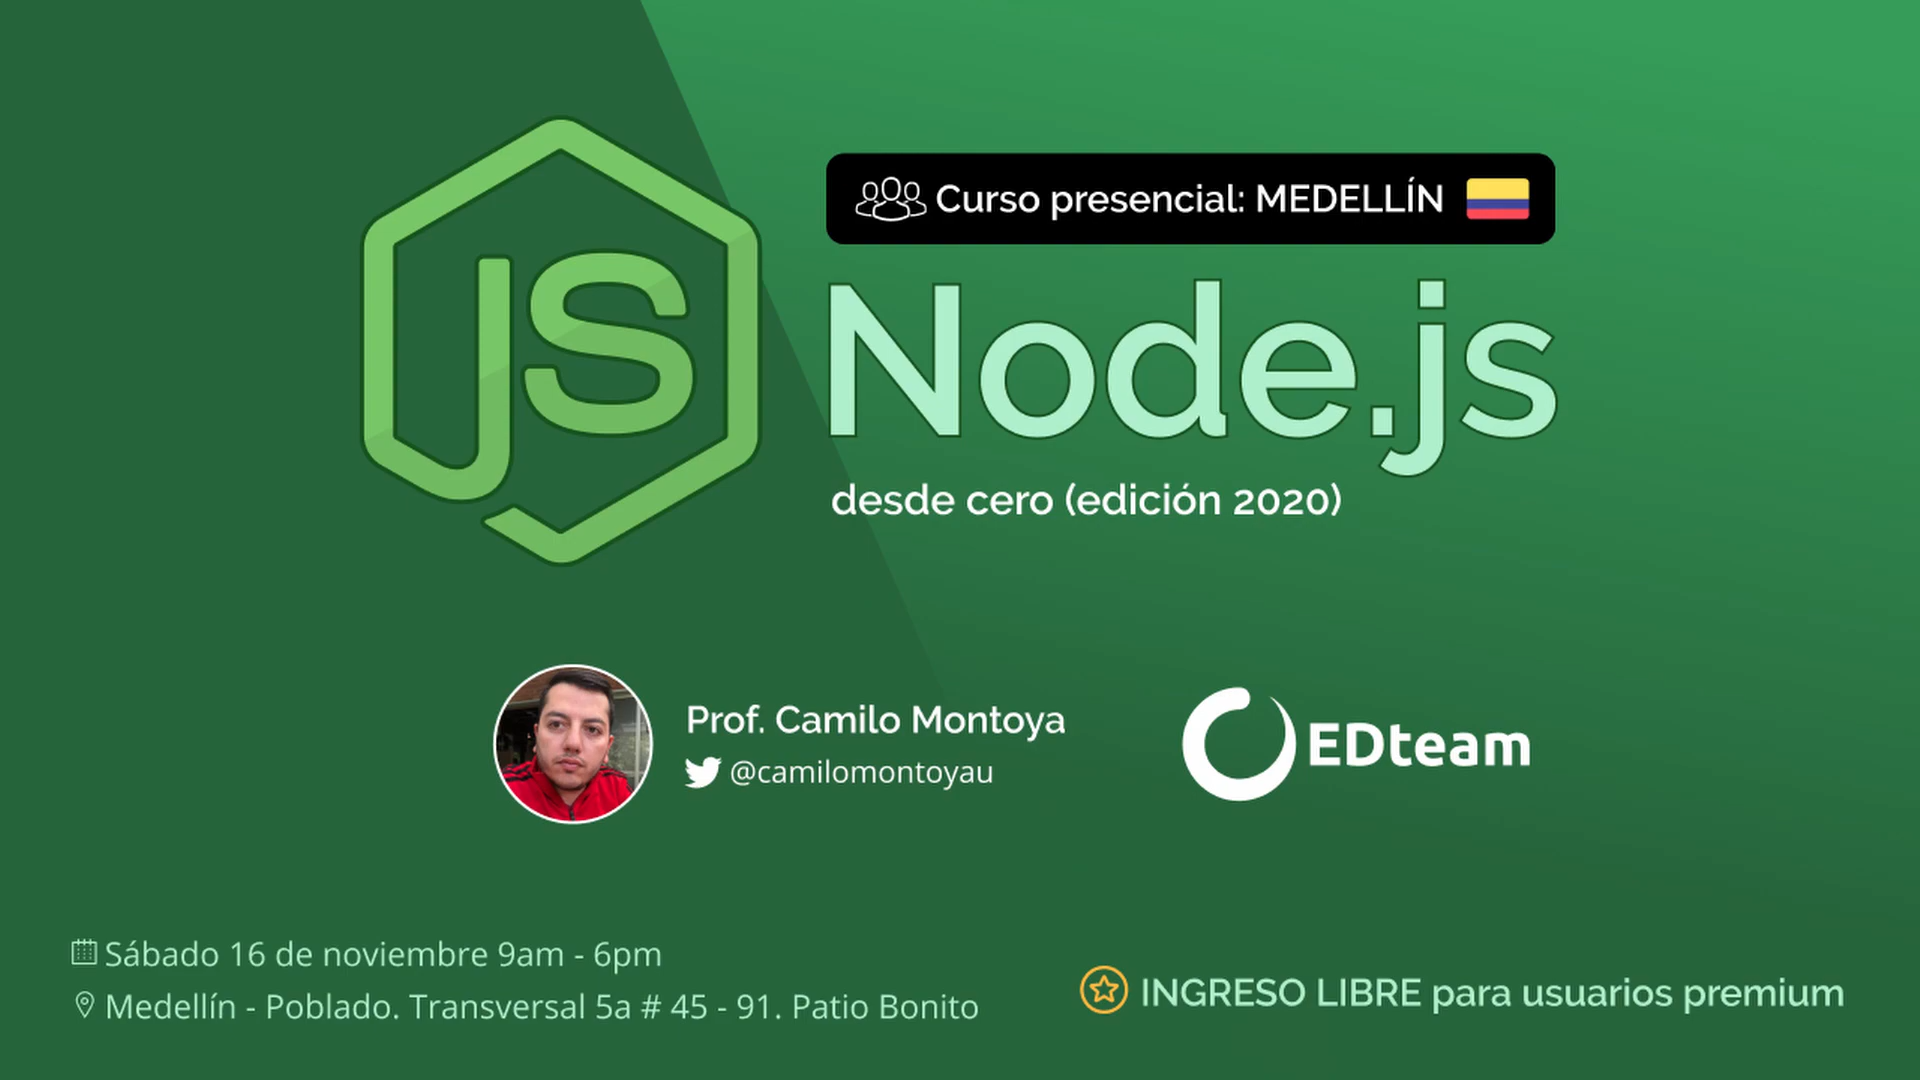 JS
Curso presencial: MEDELLÍN
Node.js
desde cero (edición 2020)
Prof. Camilo Montoya
@camilomontoyau
EDteam
Sábado 16 de noviembre 9am - 6pm
Medellín - Poblado. Transversal 5a # 45 - 91. Patio Bonito
INGRESO LIBRE para usuarios premium